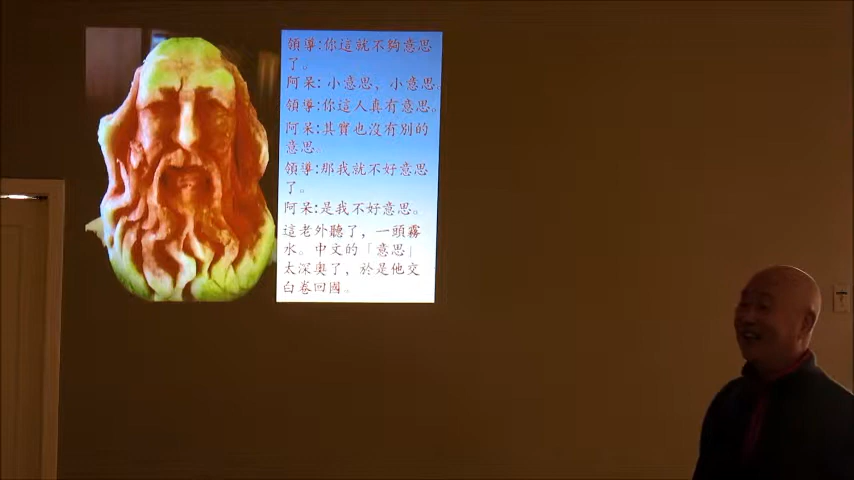 領導:你這就不夠意思
了。
阿呆: 小意思，小意思。
領導:你這人真有意思。
阿呆:其實也沒有別的
意思。
領導:那我就不好意思
了。
阿呆:是我不好意思。
這老外聽了，一頭霧
水。中文的「意思」
太深奧了，於是他交
白卷回國。